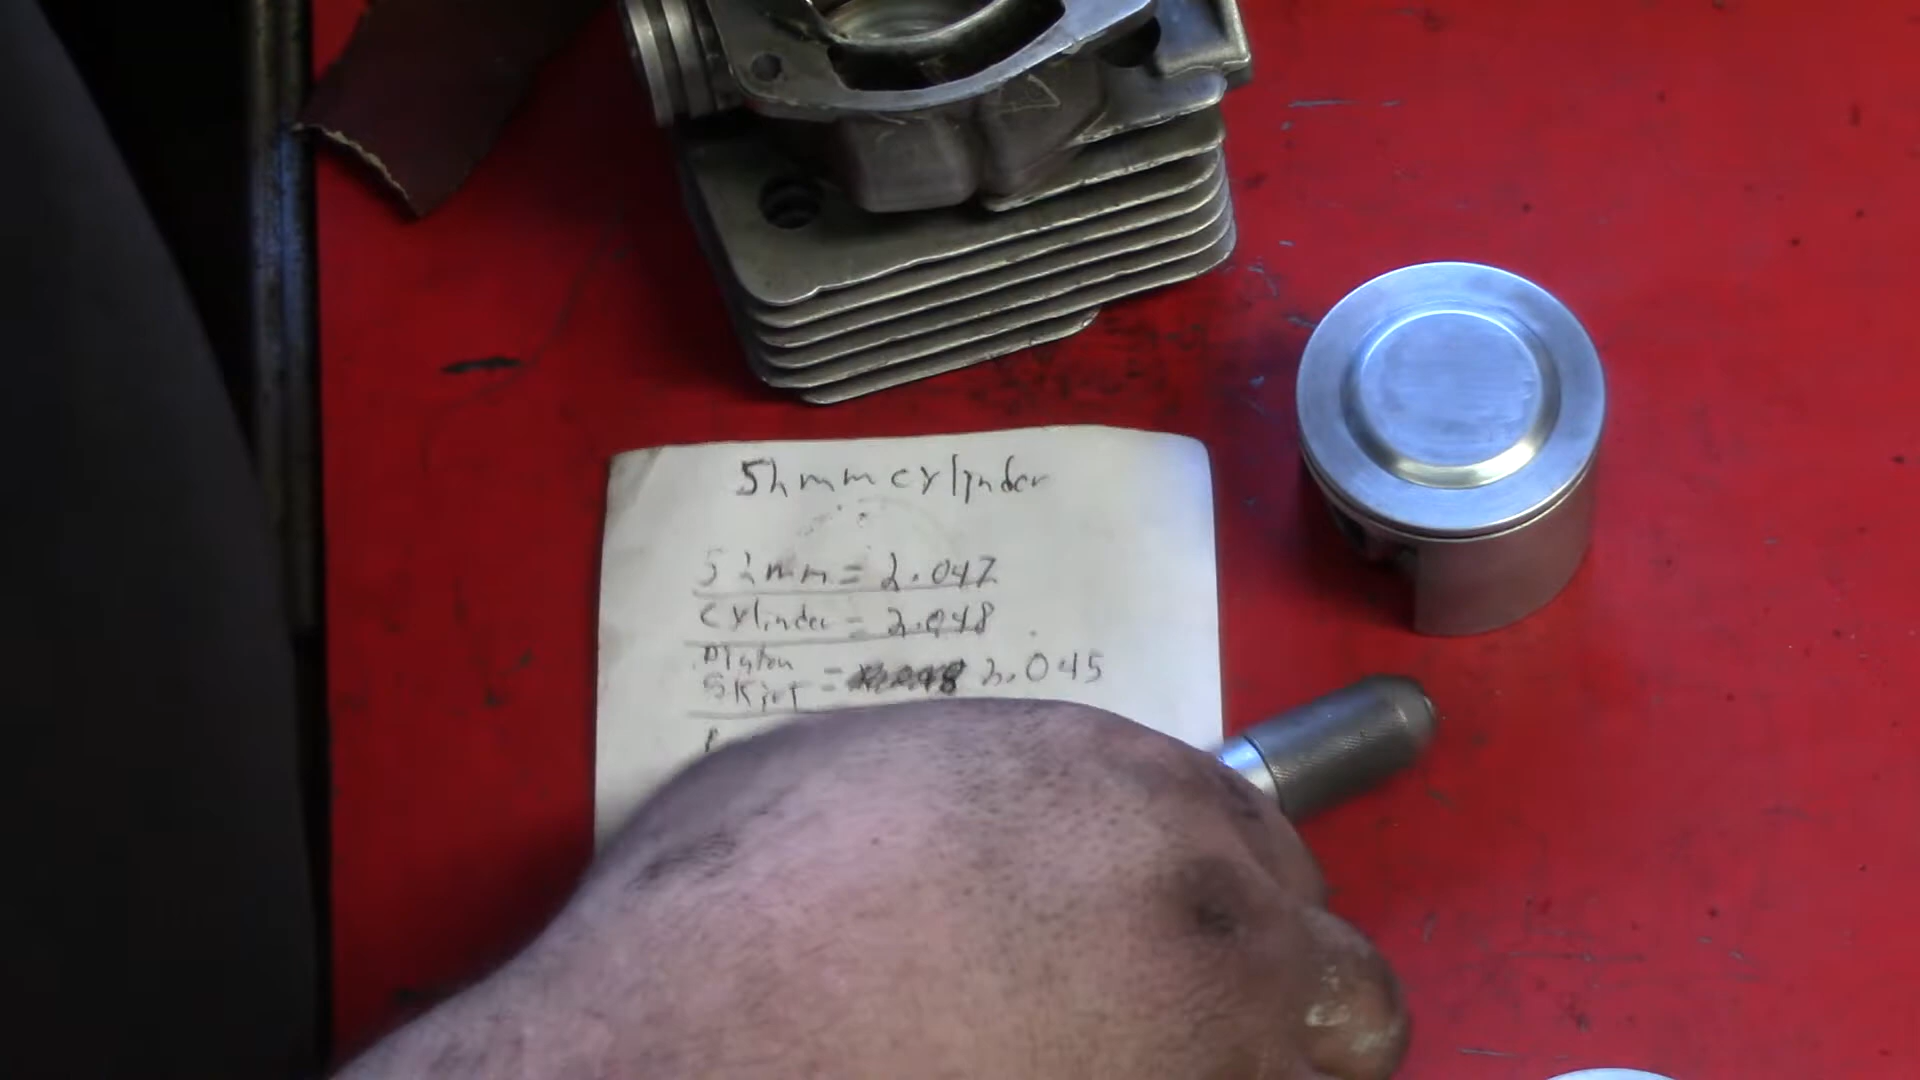 52mm cylinder
52mm = 2.047
cylinder = 2.048
Piston
Skirt = 2.045